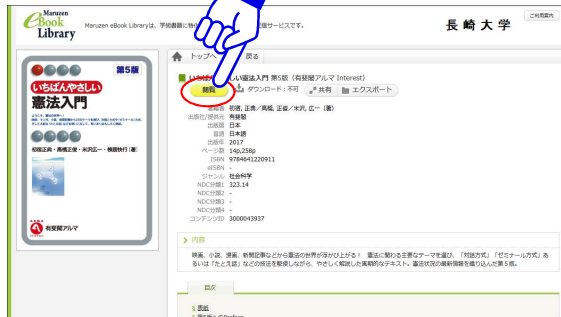 Maruzen
eBook
Library
Maruzen eBook Libraryは、学術書籍に特
信サービスです。
長崎大学
ご利用案内
トップへ
戻る
第5版
いちばんやさしい
憲法入門
初宿正典・高橋正俊・米沢広一・棟居快行[著]
有斐閣アルマ
しい憲法入門 第5版（有斐閣アルマ Interest）
閲覧
ダウンロード：不可
共有
エクスポート
初宿, 正典／高橋, 正俊／米沢, 広一（著）
出版社/提供元 有斐閣
出版国 日本
言語 日本語
出版年 2017
ページ数 14p,258p
ISBN 9784641220911
eISBN -
ジャンル 社会科学
NDC分類1 323.14
NDC分類2 -
NDC分類3 -
NDC分類4 -
コンテンツID 3000043937
内容
映画、小説、漫画、新聞記事などから憲法の世界が浮かび上がる！ 憲法に関わる主要なテーマを選び、「対話方式」「ゼミナール方式」あ
るいは「たとえ話」などの技法を駆使しながら、やさしく解説した画期的なテキスト。憲法状況の最新情報を織り込んだ第５版。
目次
§ 表紙